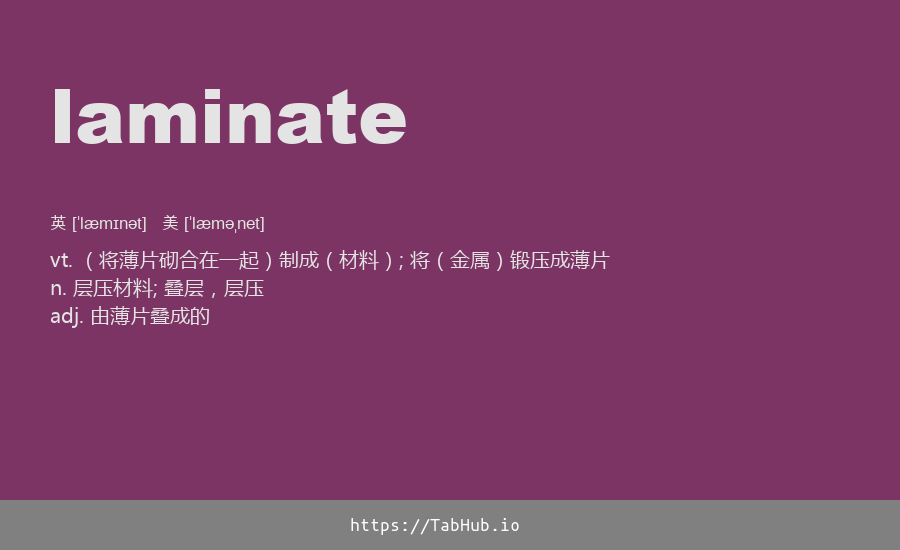 laminate
英 [ˈlæmɪnət] 美 [ˈlæməˌnet]
vt. （将薄片砌合在一起）制成（材料）; 将（金属）锻压成薄片
n. 层压材料; 叠层，层压
adj. 由薄片叠成的
https://TabHub.io